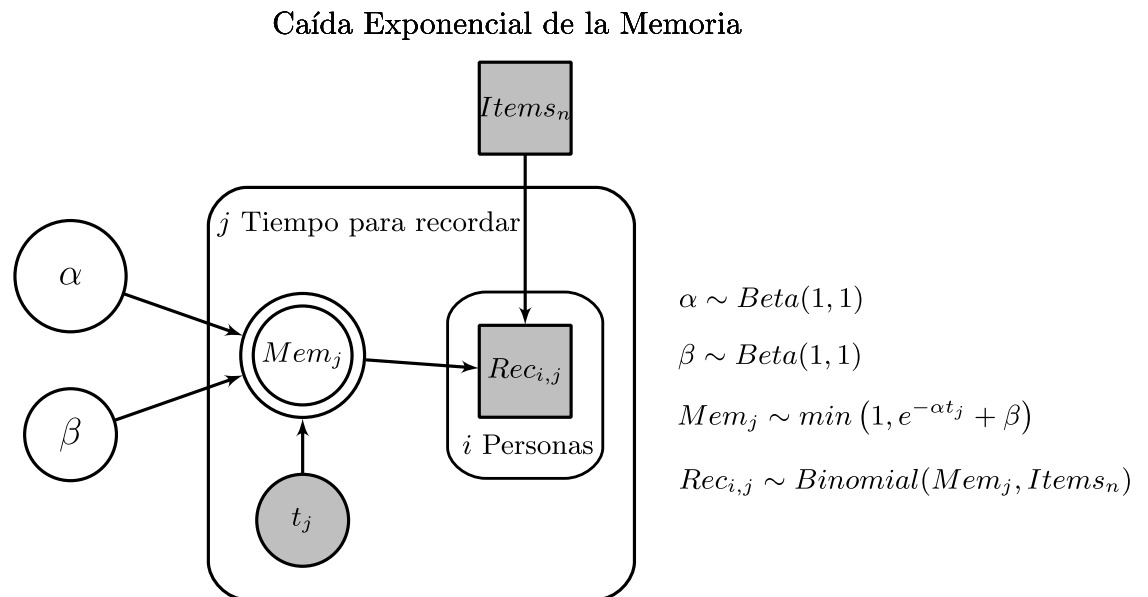 Caída Exponencial de la Memoria
Items_n
j Tiempo para recordar
α
Mem_j
Rec_{i,j}
β
i Personas
t_j
α ∼ Beta(1, 1)
β ∼ Beta(1, 1)
Mem_j ∼ min (1, e^{−αt_j} + β)
Rec_{i,j} ∼ Binomial(Mem_j, Items_n)